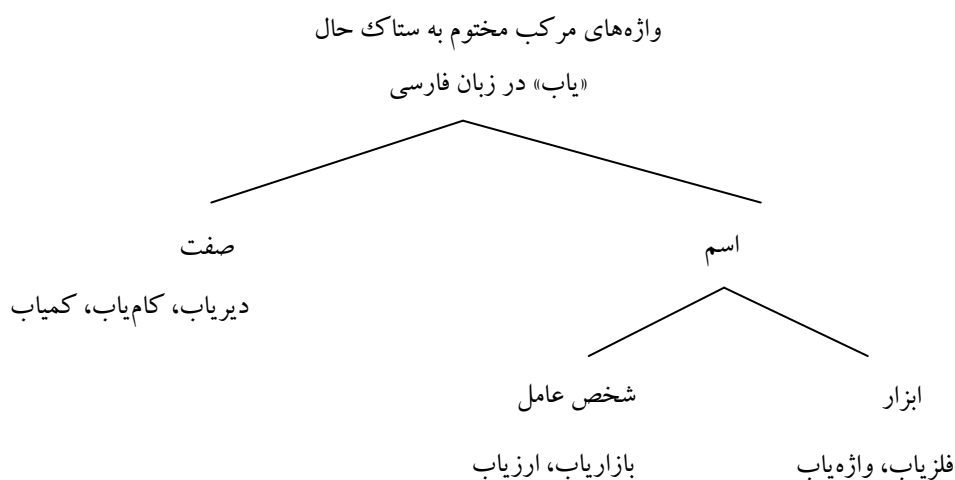 واژه‌های مرکب مختوم به ستاک حال
«یاب» در زبان فارسی
اسم
صفت
دیریاب، کام‌یاب، کمیاب
ابزار
شخص عامل
فلزیاب، واژه‌یاب
بازاریاب، ارزیاب